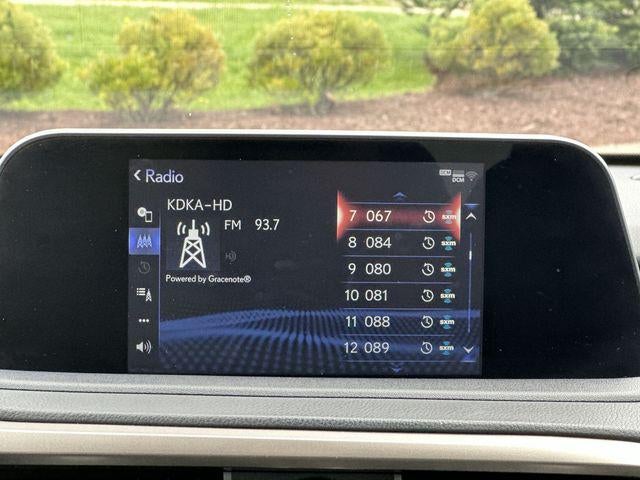 Radio
DCM
KDKA-HD
FM 93.7
Powered by Gracenote®
7 067 sxm
8 084 sxm
9 080 sxm
10 081 sxm
11 088 sxm
12 089 sxm